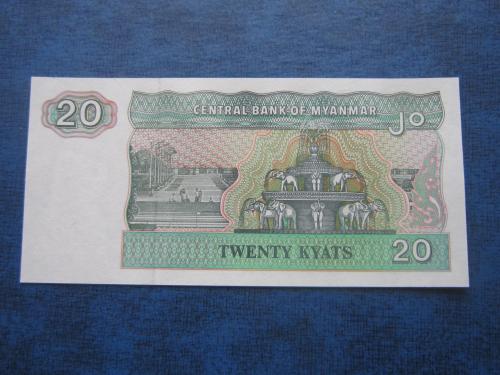 20
CENTRAL BANK OF MYANMAR
၂၀
TWENTY KYATS
20